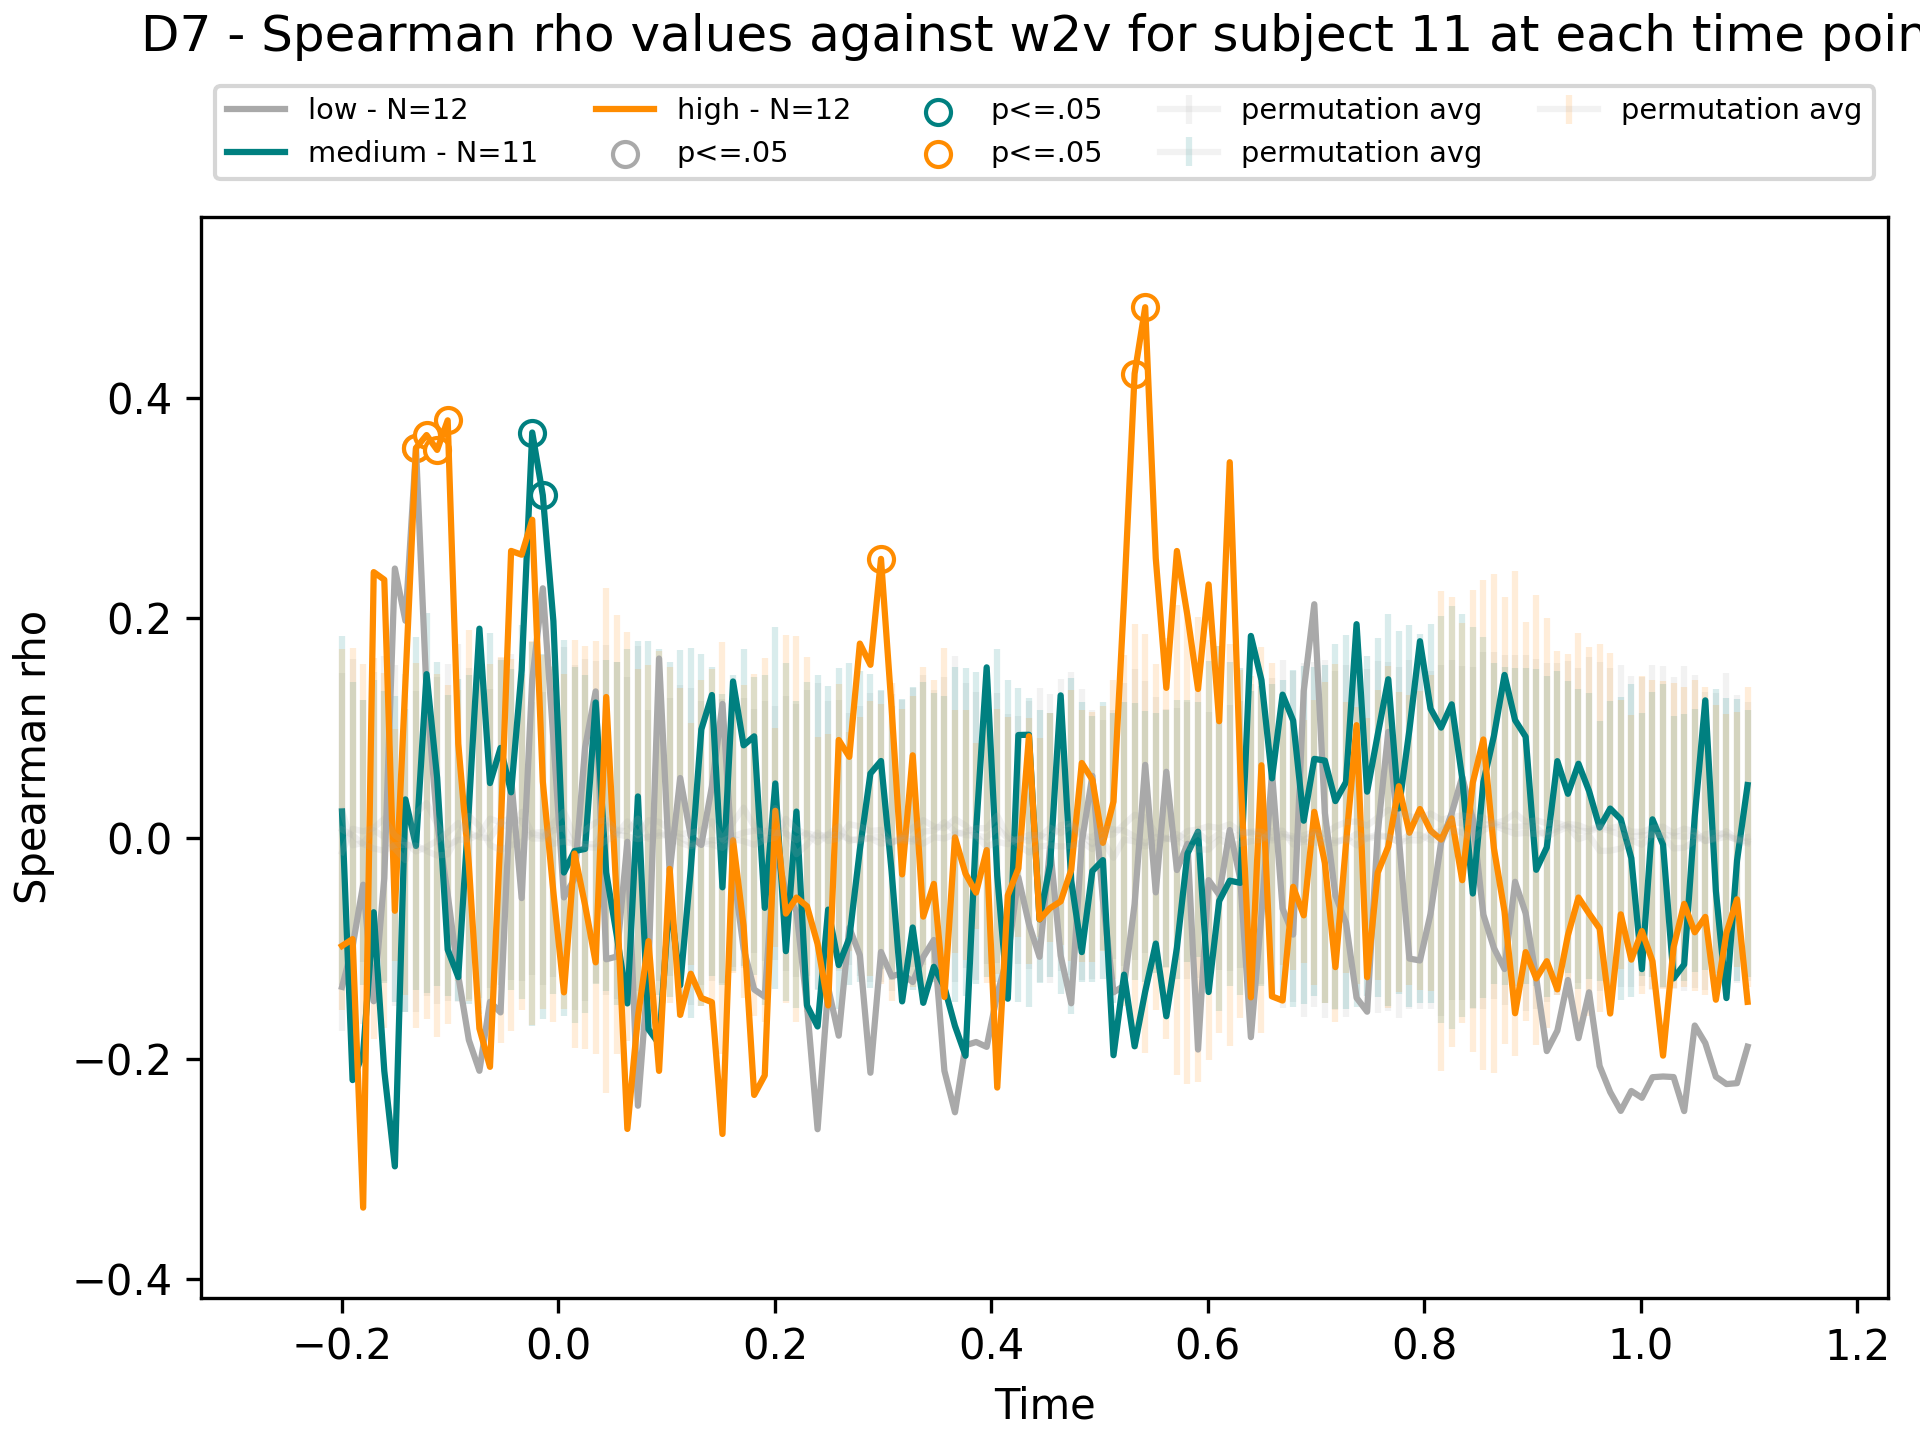 D7 - Spearman rho values against w2v for subject 11 at each time poin
low - N=12
medium - N=11
high - N=12
p<=.05
p<=.05
p<=.05
permutation avg
permutation avg
permutation avg
Spearman rho
0.4
0.2
0.0
−0.2
−0.4
−0.2 0.0 0.2 0.4 0.6 0.8 1.0 1.2
Time